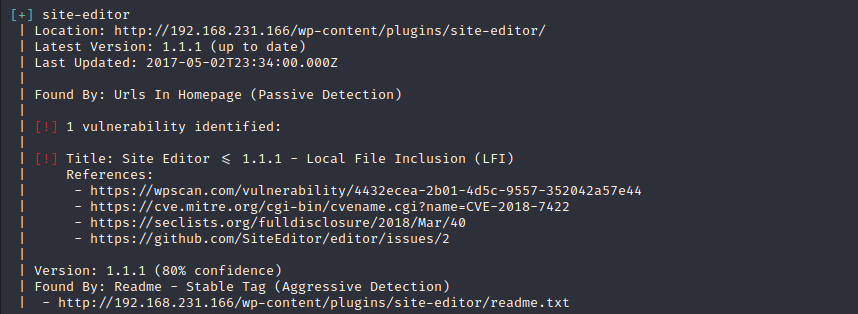 [+] site-editor
| Location: http://192.168.231.166/wp-content/plugins/site-editor/
| Latest Version: 1.1.1 (up to date)
| Last Updated: 2017-05-02T23:34:00.000Z
|
| Found By: Urls In Homepage (Passive Detection)
|
| [!] 1 vulnerability identified:
|
| [!] Title: Site Editor ≤ 1.1.1 - Local File Inclusion (LFI)
|     References:
|      - https://wpscan.com/vulnerability/4432ecea-2b01-4d5c-9557-352042a57e44
|      - https://cve.mitre.org/cgi-bin/cvename.cgi?name=CVE-2018-7422
|      - https://seclists.org/fulldisclosure/2018/Mar/40
|      - https://github.com/SiteEditor/editor/issues/2
|
| Version: 1.1.1 (80% confidence)
| Found By: Readme - Stable Tag (Aggressive Detection)
|  - http://192.168.231.166/wp-content/plugins/site-editor/readme.txt